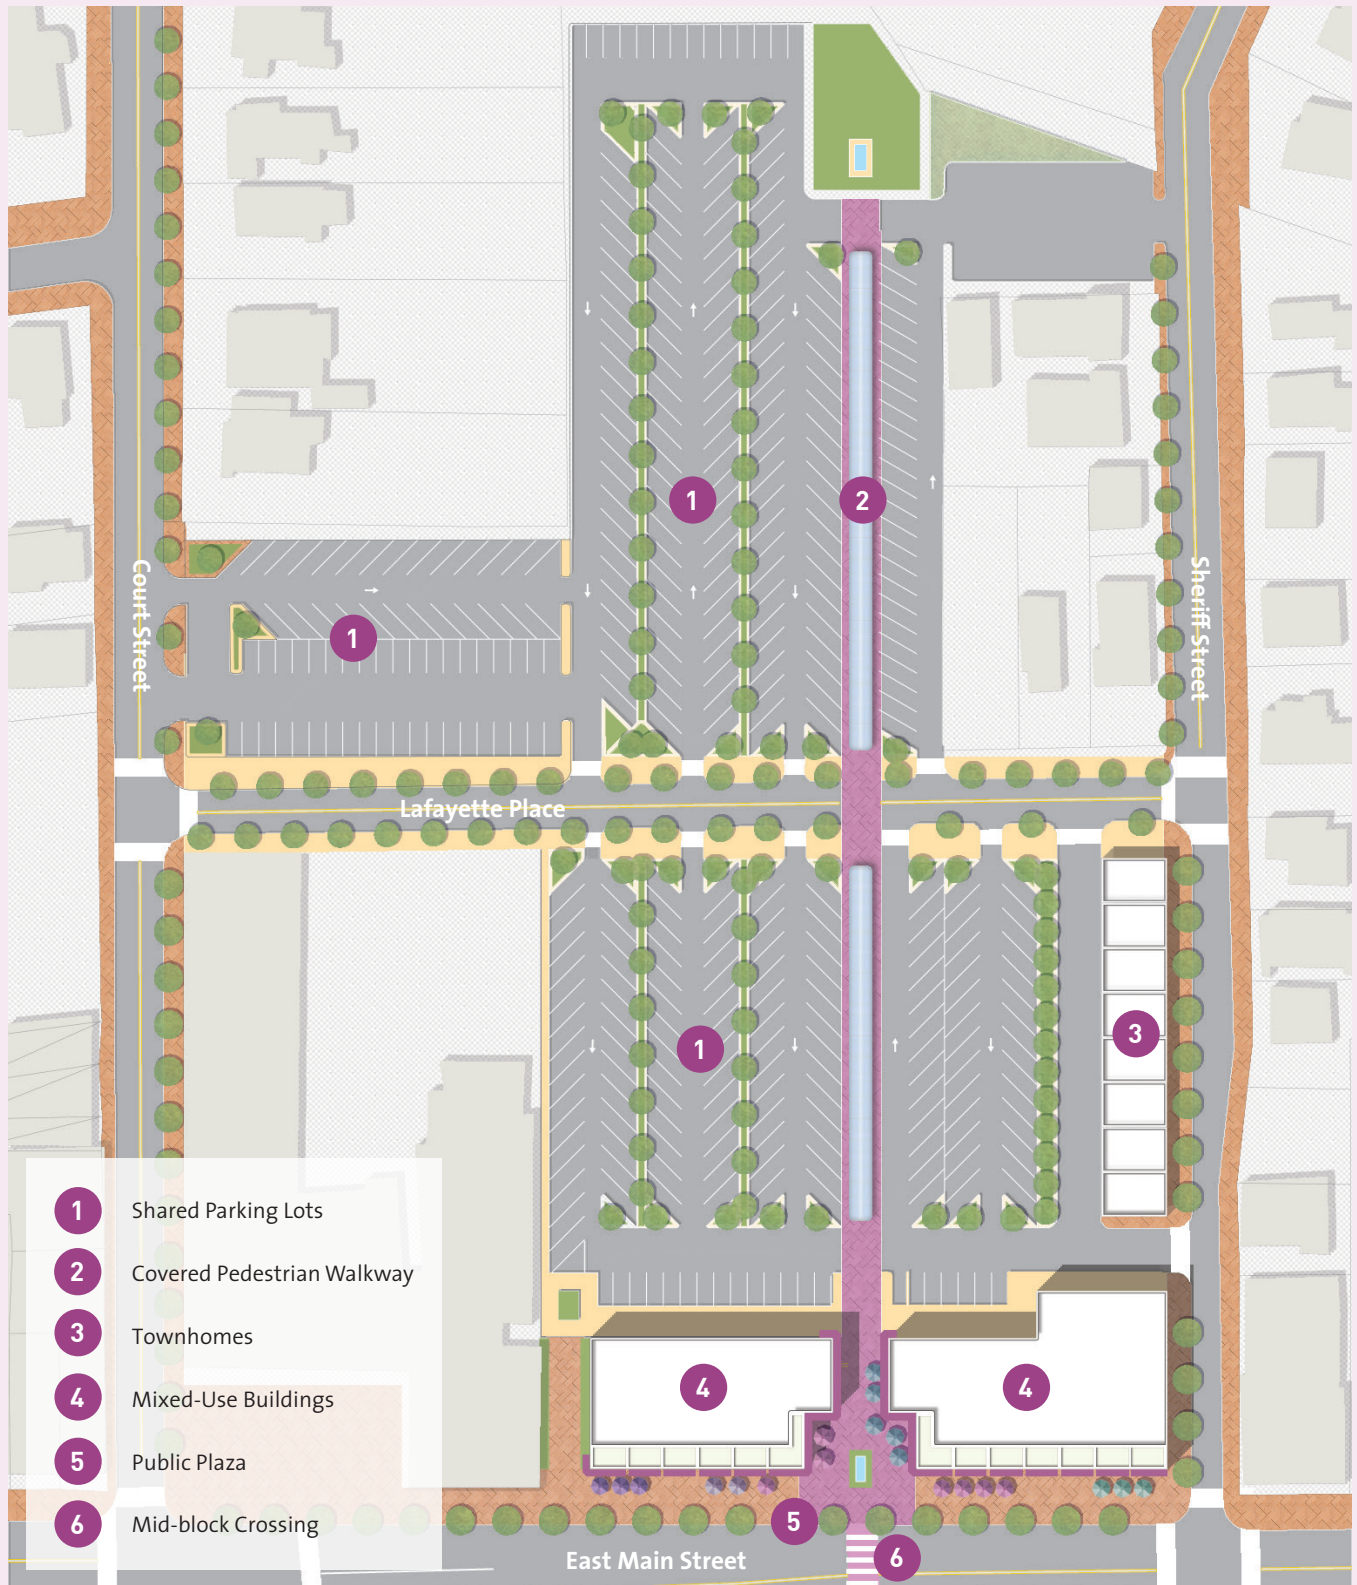 1
2
Court Street
Sheriff Street
1
Lafayette Place
1
3
4
4
5
6
East Main Street
1 Shared Parking Lots
2 Covered Pedestrian Walkway
3 Townhomes
4 Mixed-Use Buildings
5 Public Plaza
6 Mid-block Crossing